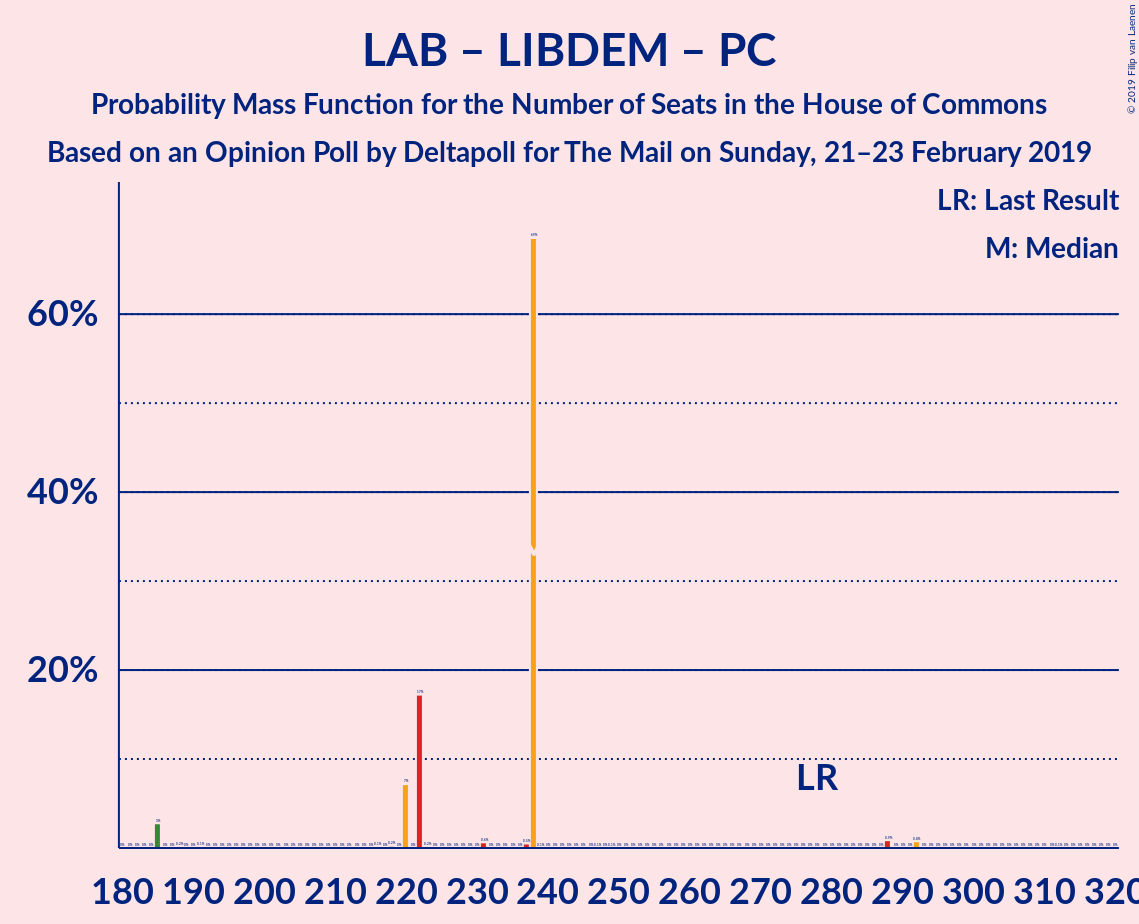 LAB – LIBDEM – PC
Probability Mass Function for the Number of Seats in the House of Commons
Based on an Opinion Poll by Deltapoll for The Mail on Sunday, 21–23 February 2019
© 2019 Filip van Laenen
LR: Last Result
M: Median
60%
40%
20%
LR
180 190 200 210 220 230 240 250 260 270 280 290 300 310 320